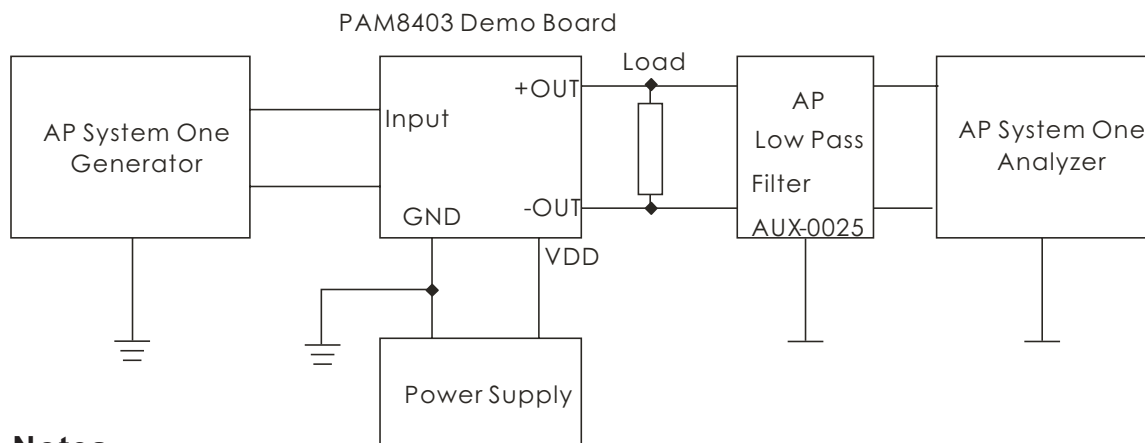 PAM8403 Demo Board
Load
+OUT
AP
Input
AP System One
Generator
Low Pass
Filter
AP System One
Analyzer
GND
-OUT
AUX-0025
VDD
Power Supply